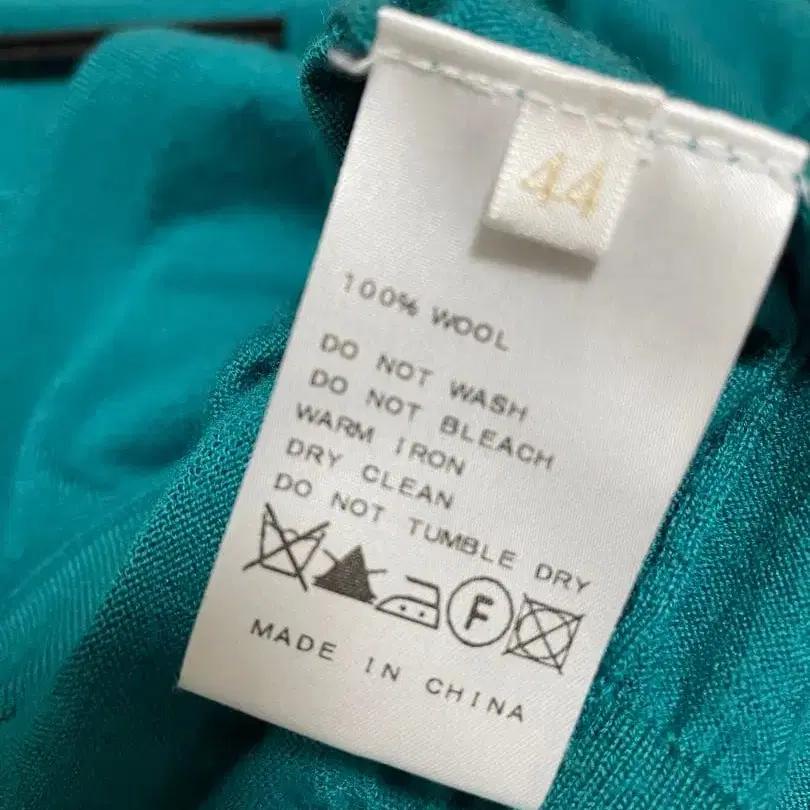 44
100% WOOL
DO NOT WASH
DO NOT BLEACH
WARM IRON
DRY CLEAN
DO NOT TUMBLE DRY
F
MADE IN CHINA